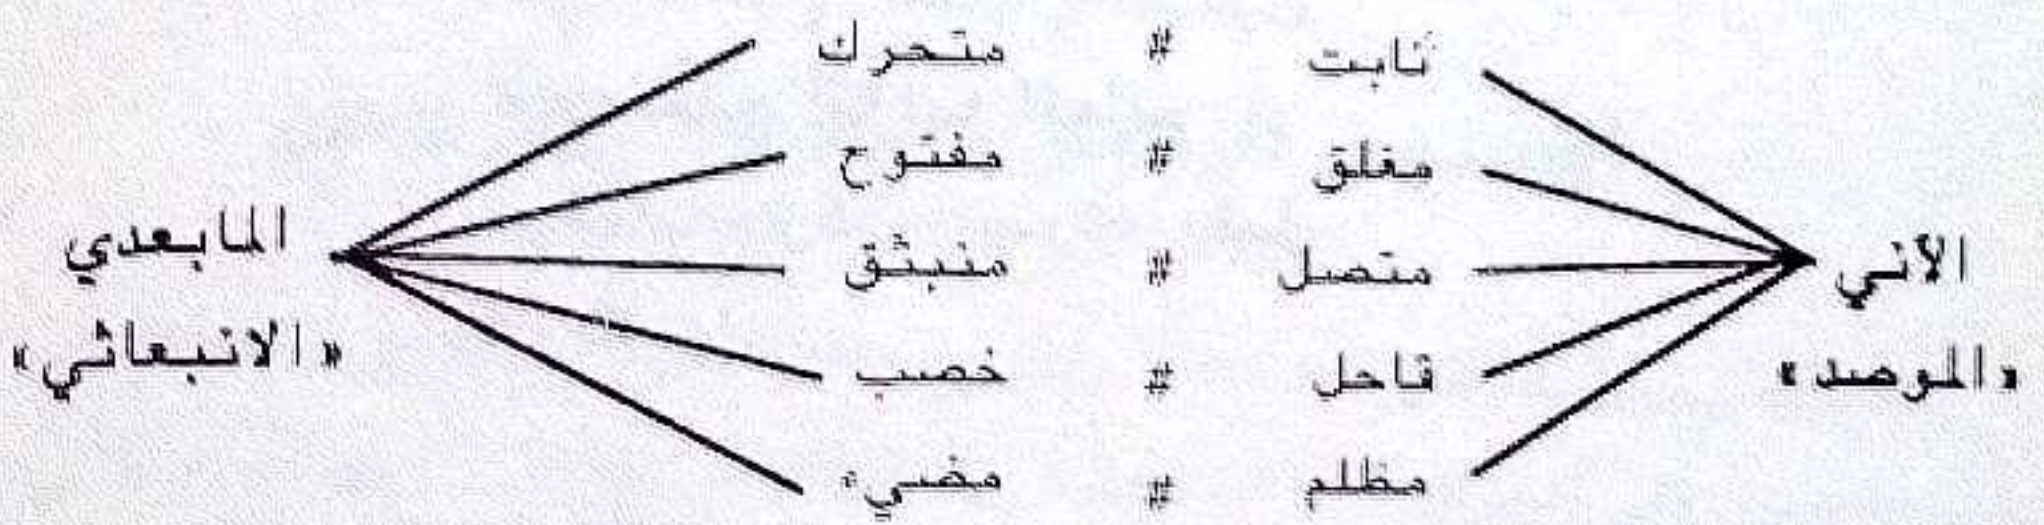 ثابت # متحرك
مغلق # مفتوح
الآني متصل # منبثق المابعدي
«الموصد» قاحل # خصب «الانبعاثي»
مظلم # مضيء